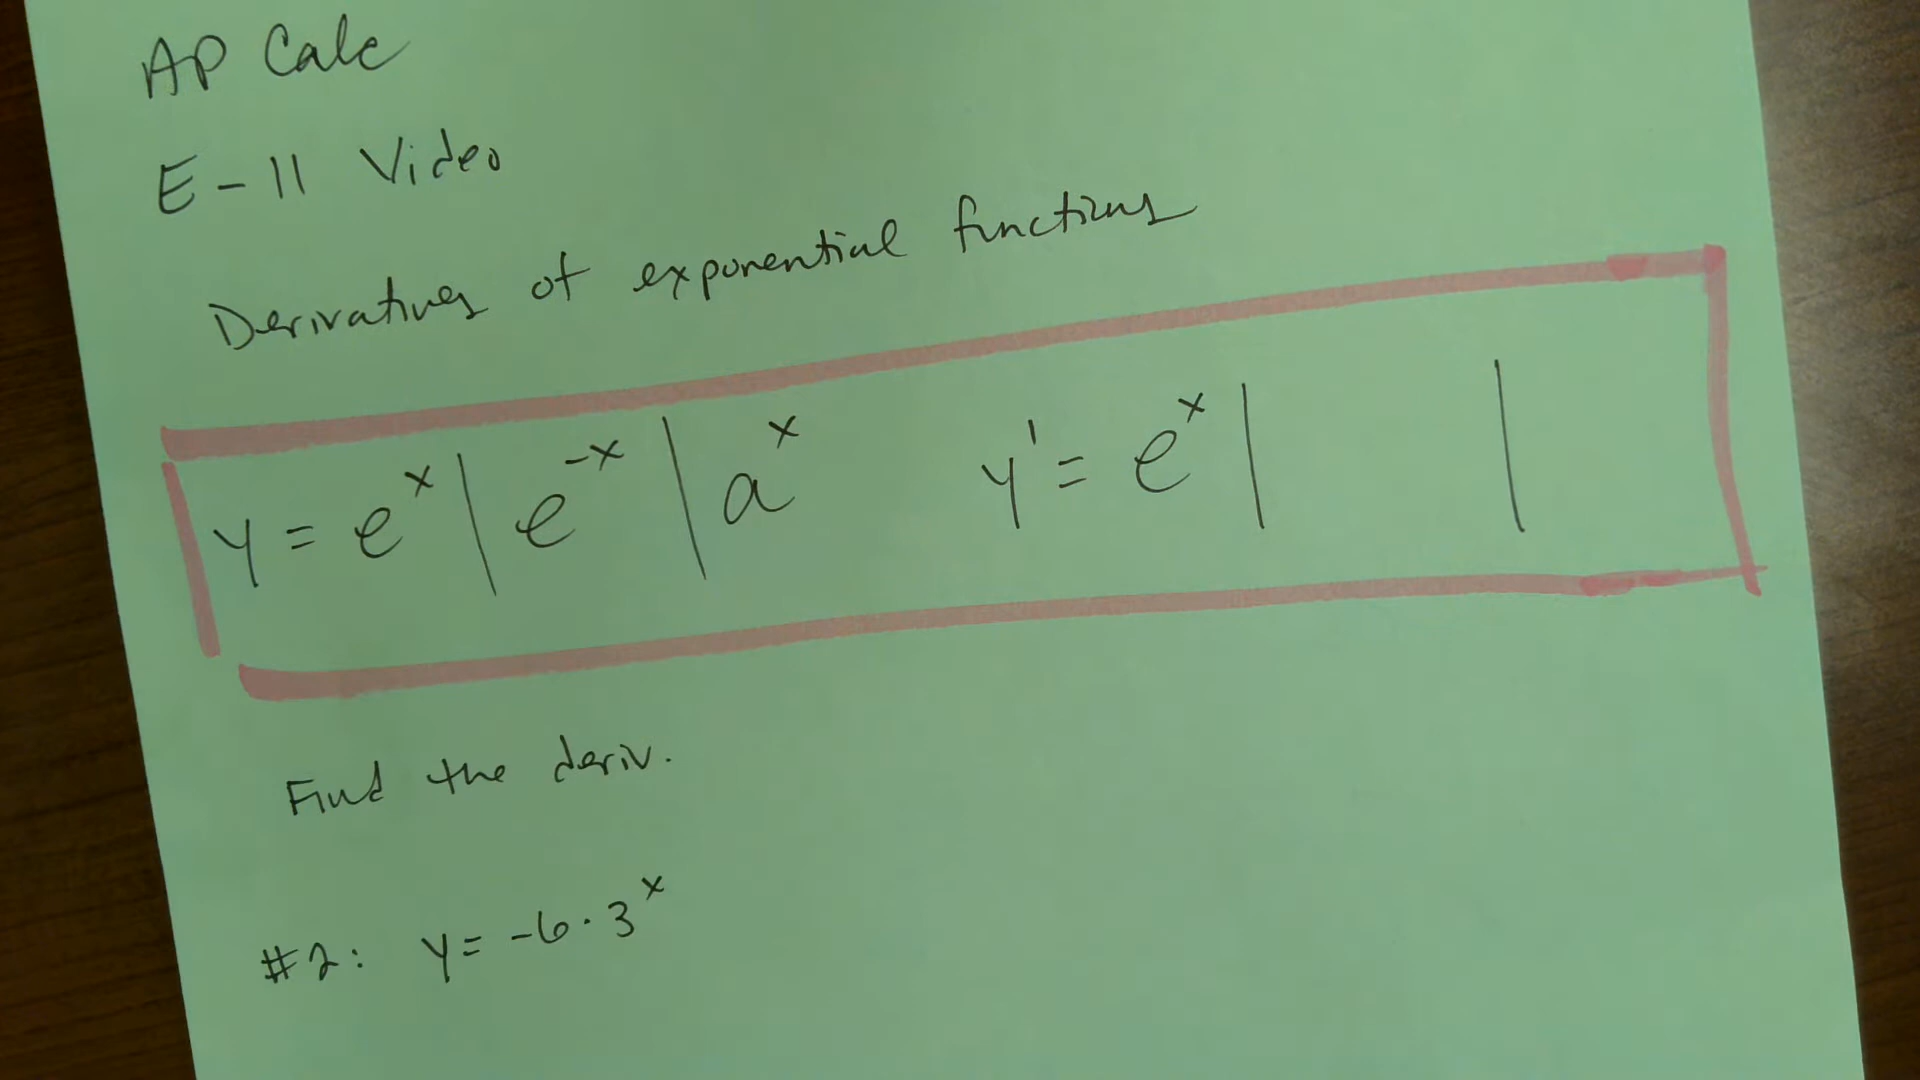 AP Calc
E-11 Video
Derivatives of exponential functions
y = e^x | e^-x | a^x y' = e^x | |
Find the deriv.
#2: y = -6·3^x